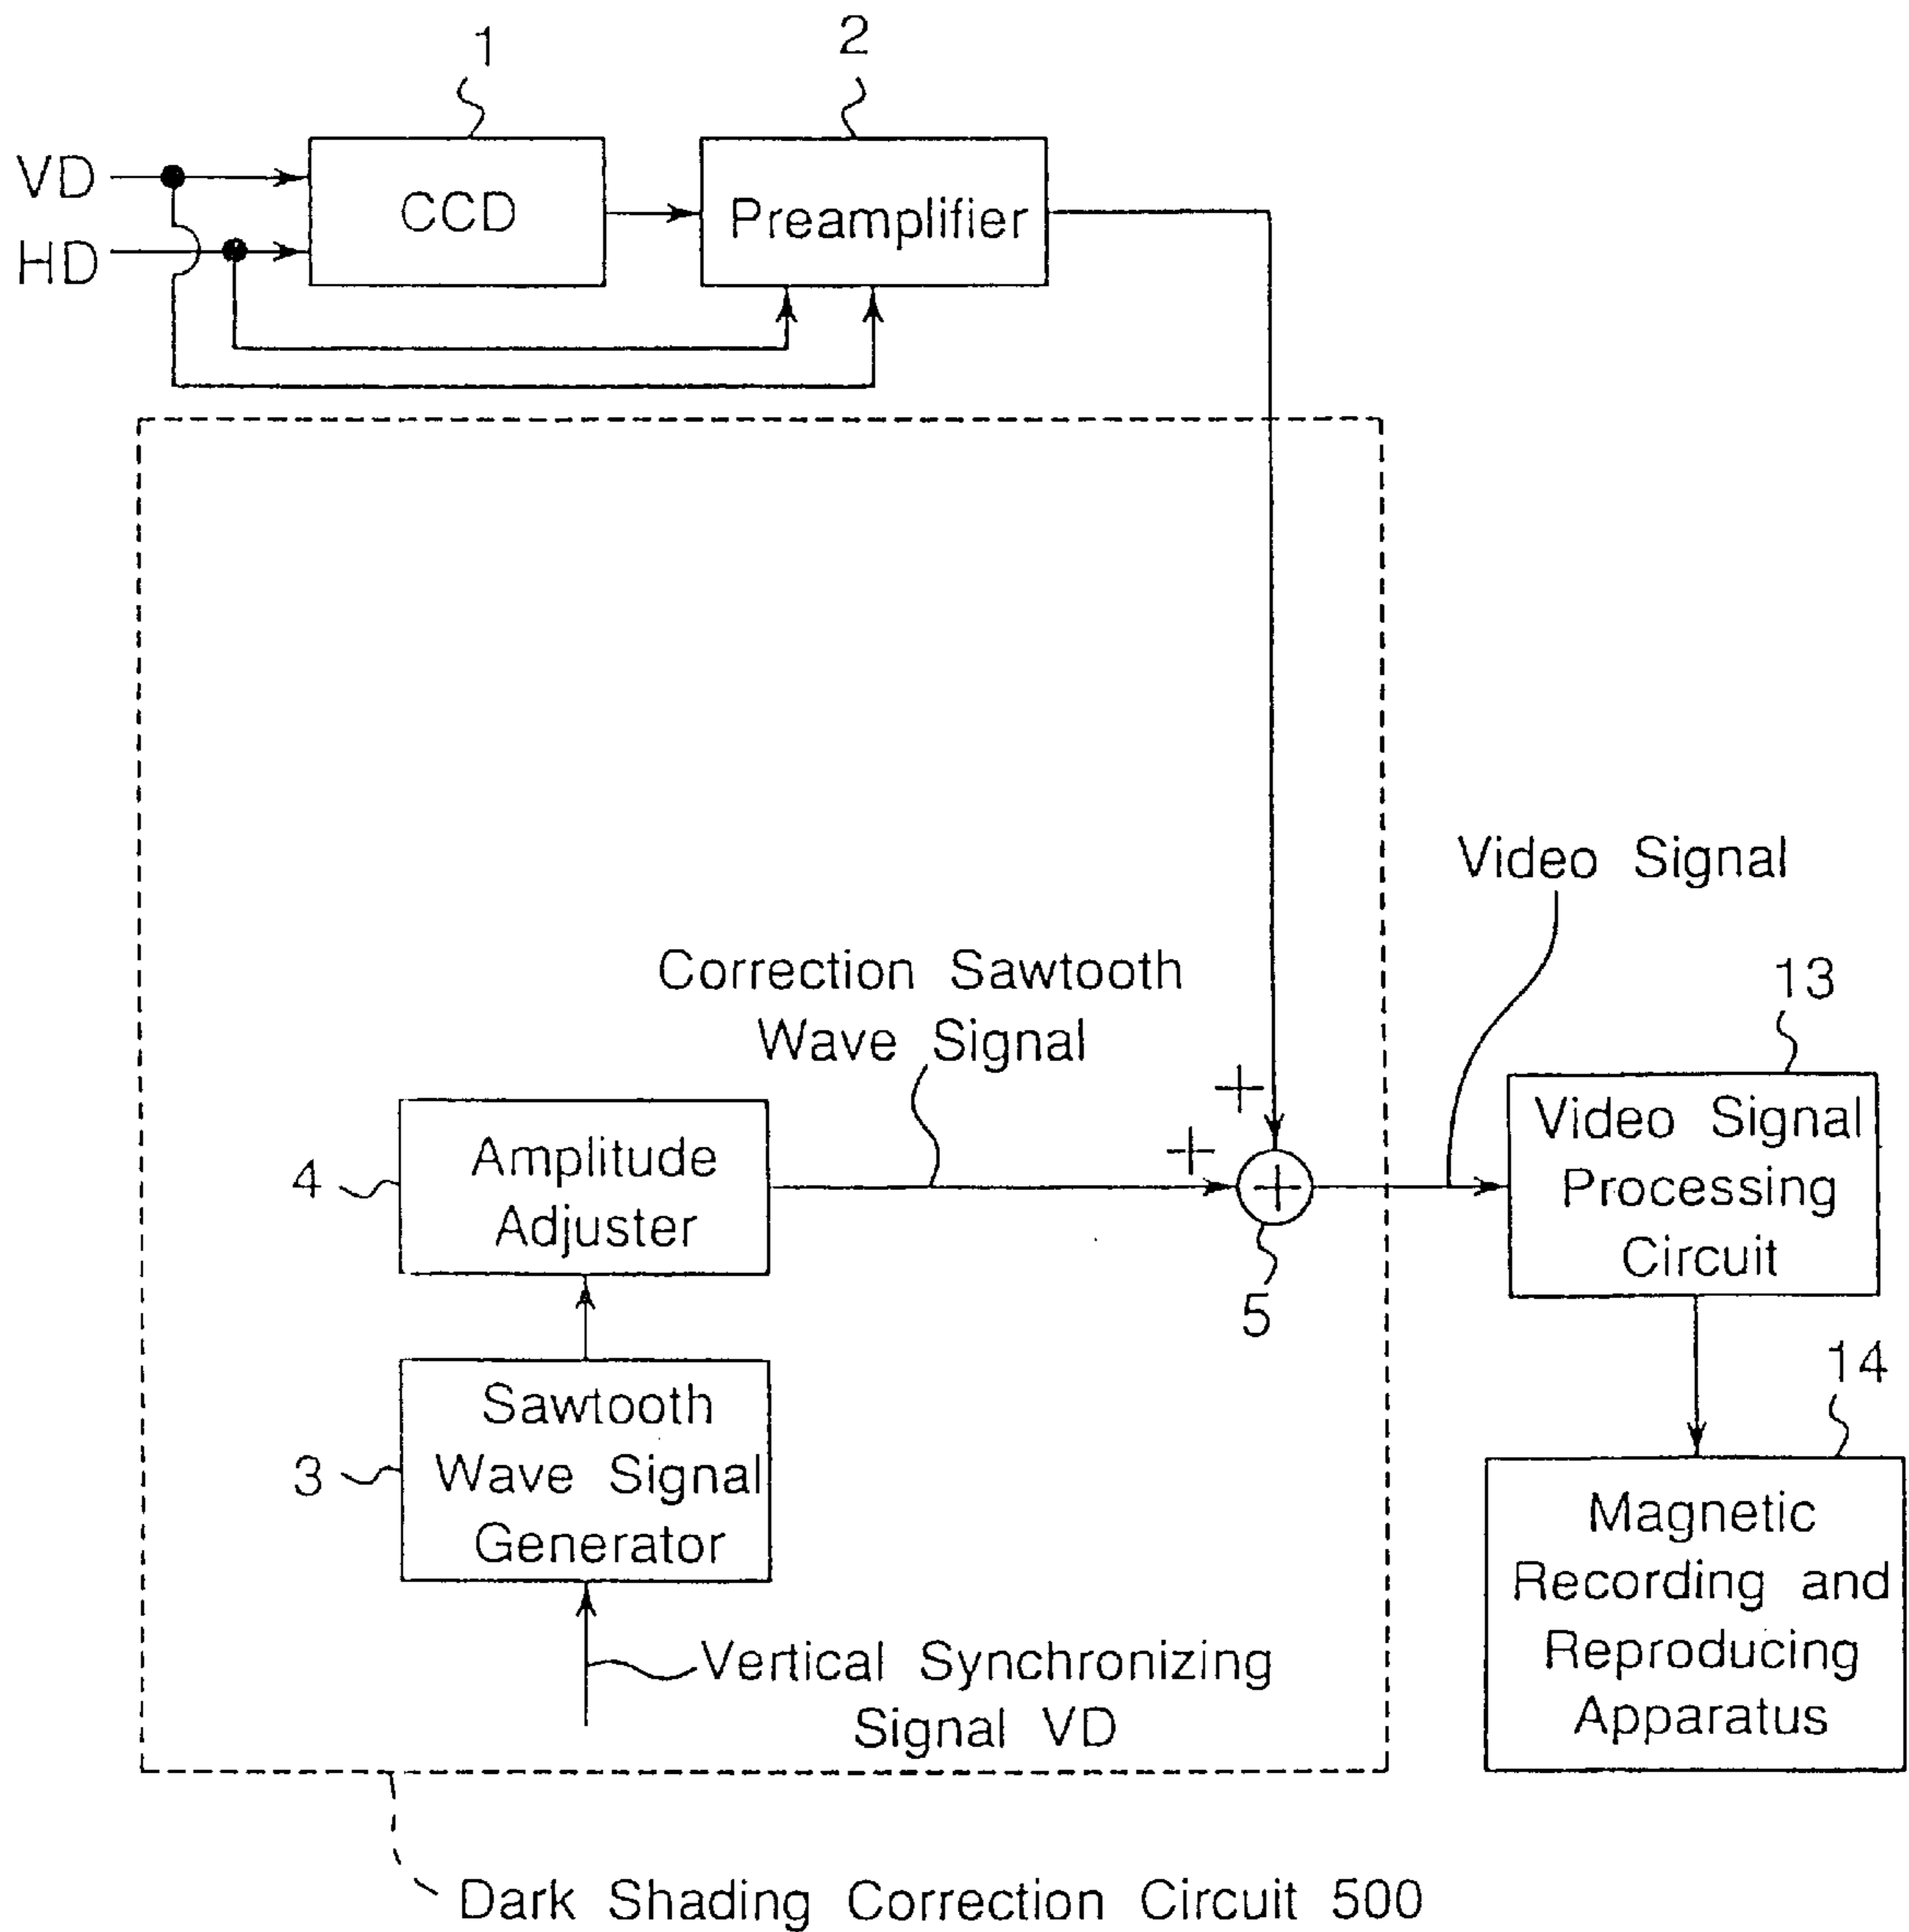 1
2
VD
HD
CCD
Preamplifier
Video Signal
Correction Sawtooth
Wave Signal
13
+
+
4
Amplitude
Adjuster
+
5
Video Signal
Processing
Circuit
14
3
Sawtooth
Wave Signal
Generator
Magnetic
Recording and
Reproducing
Apparatus
Vertical Synchronizing
Signal VD
Dark Shading Correction Circuit 500